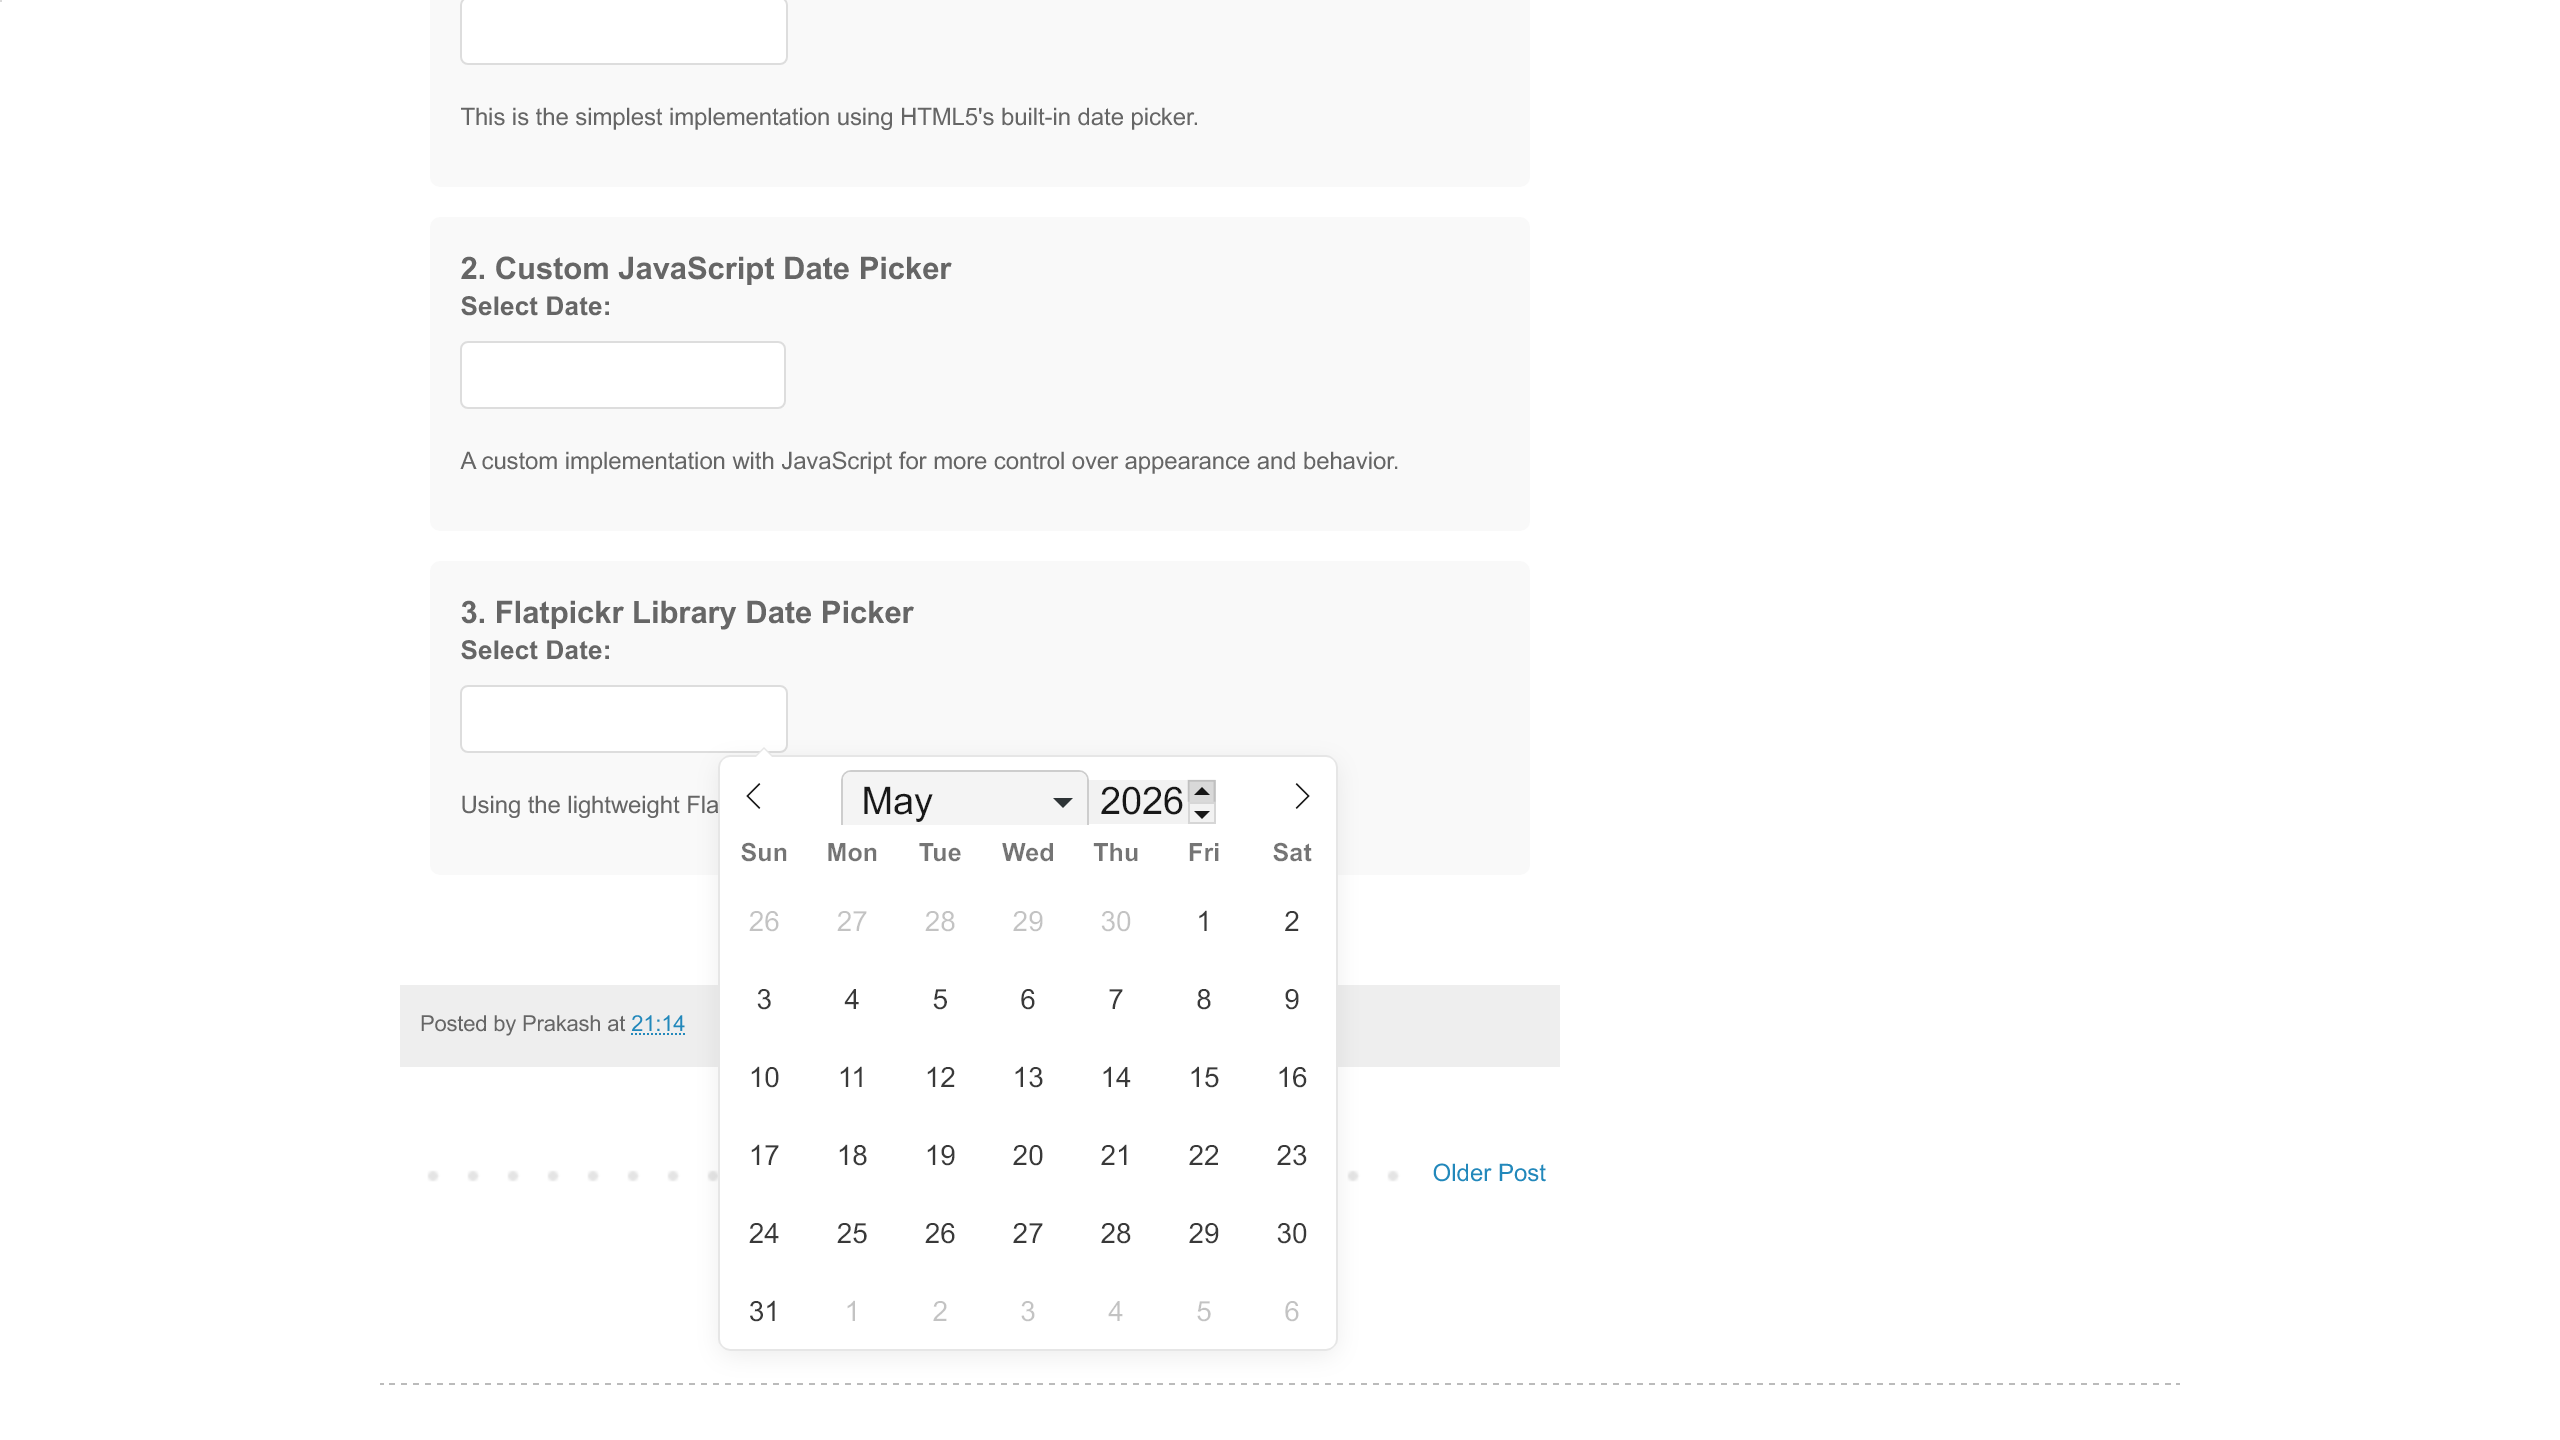 This is the simplest implementation using HTML5's built-in date picker.
2. Custom JavaScript Date Picker
Select Date:
A custom implementation with JavaScript for more control over appearance and behavior.
3. Flatpickr Library Date Picker
Select Date:
Using the lightweight Fla
May 2026
Sun Mon Tue Wed Thu Fri Sat
26 27 28 29 30 1 2
3 4 5 6 7 8 9
10 11 12 13 14 15 16
17 18 19 20 21 22 23
24 25 26 27 28 29 30
31 1 2 3 4 5 6
Posted by Prakash at 21:14
Older Post